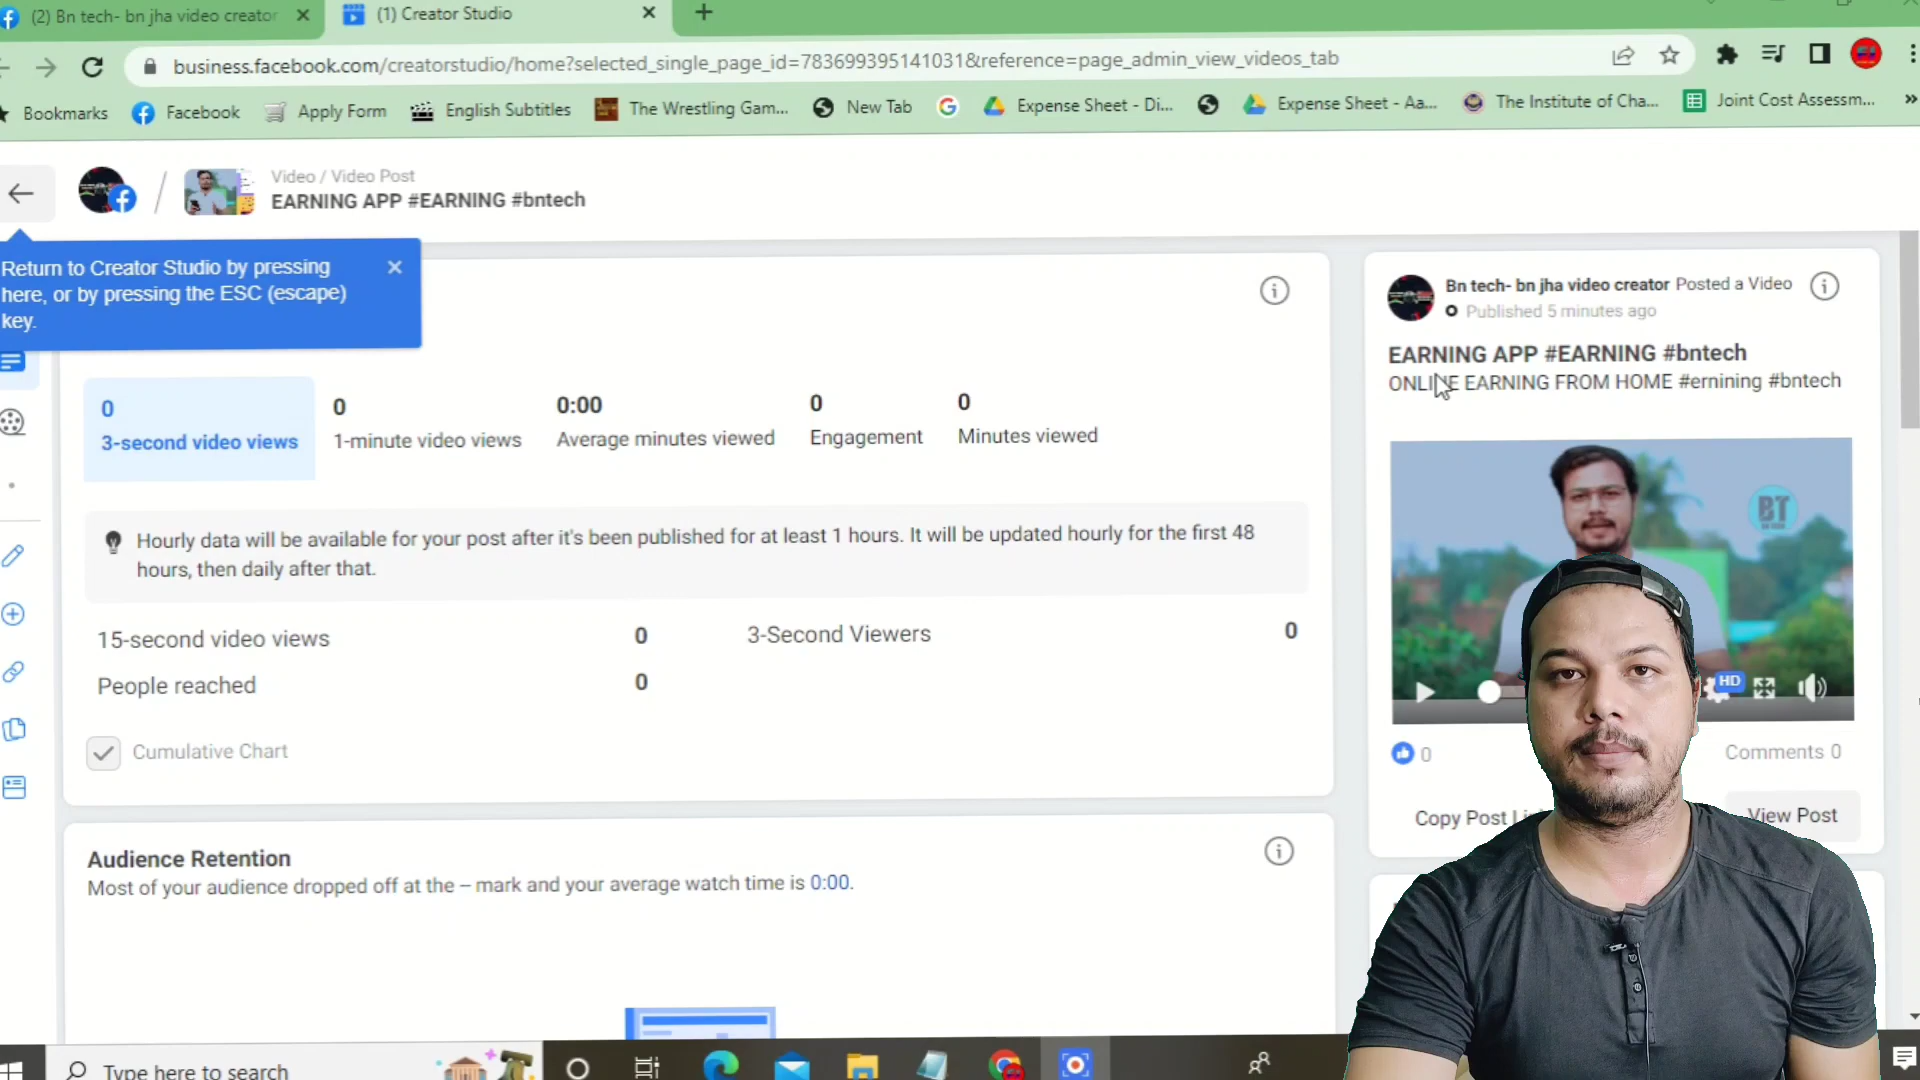 (2) Bn tech- bn jha video creator
(1) Creator Studio
business.facebook.com/creatorstudio/home?selected_single_page_id=783699395141031&reference=page_admin_view_videos_tab
Bookmarks
Facebook
Apply Form
English Subtitles
The Wrestling Gam...
New Tab
Expense Sheet - Di...
Expense Sheet - Aa...
The Institute of Cha...
Joint Cost Assessm...
Video / Video Post
EARNING APP #EARNING #bntech
Return to Creator Studio by pressing
here, or by pressing the ESC (escape)
key.
0
3-second video views
0
1-minute video views
0:00
Average minutes viewed
0
Engagement
0
Minutes viewed
Hourly data will be available for your post after it's been published for at least 1 hours. It will be updated hourly for the first 48
hours, then daily after that.
15-second video views 0
3-Second Viewers 0
People reached 0
Cumulative Chart
Audience Retention
Most of your audience dropped off at the – mark and your average watch time is 0:00.
Bn tech- bn jha video creator Posted a Video
Published 5 minutes ago
EARNING APP #EARNING #bntech
ONLINE EARNING FROM HOME #ernining #bntech
BT
HD
0
Comments 0
Copy Post
View Post
Type here to search